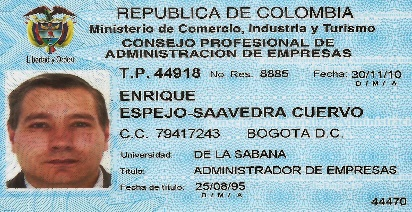 REPUBLICA DE COLOMBIA
Ministerio de Comercio, Industria y Turismo
CONSEJO PROFESIONAL DE
ADMINISTRACIÓN DE EMPRESAS
Libertad y Orden
T.P. 44918 No Res. 8885 Fecha: 30/11/10
D / M / A
ENRIQUE
ESPEJO-SAAVEDRA CUERVO
C.C. 79417243 BOGOTA D.C.
Universidad: DE LA SABANA
Título: ADMINISTRADOR DE EMPRESAS
Fecha de título: 25/08/95
D / M / A
44470